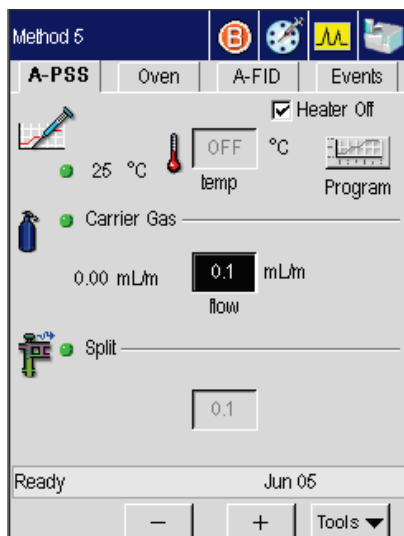 Method 5
B
A-PSS Oven A-FID Events
Heater Off
25 °C OFF °C
temp Program
Carrier Gas
0.00 mL/m 0.1 mL/m
flow
Split
0.1
Ready Jun 05
− + Tools